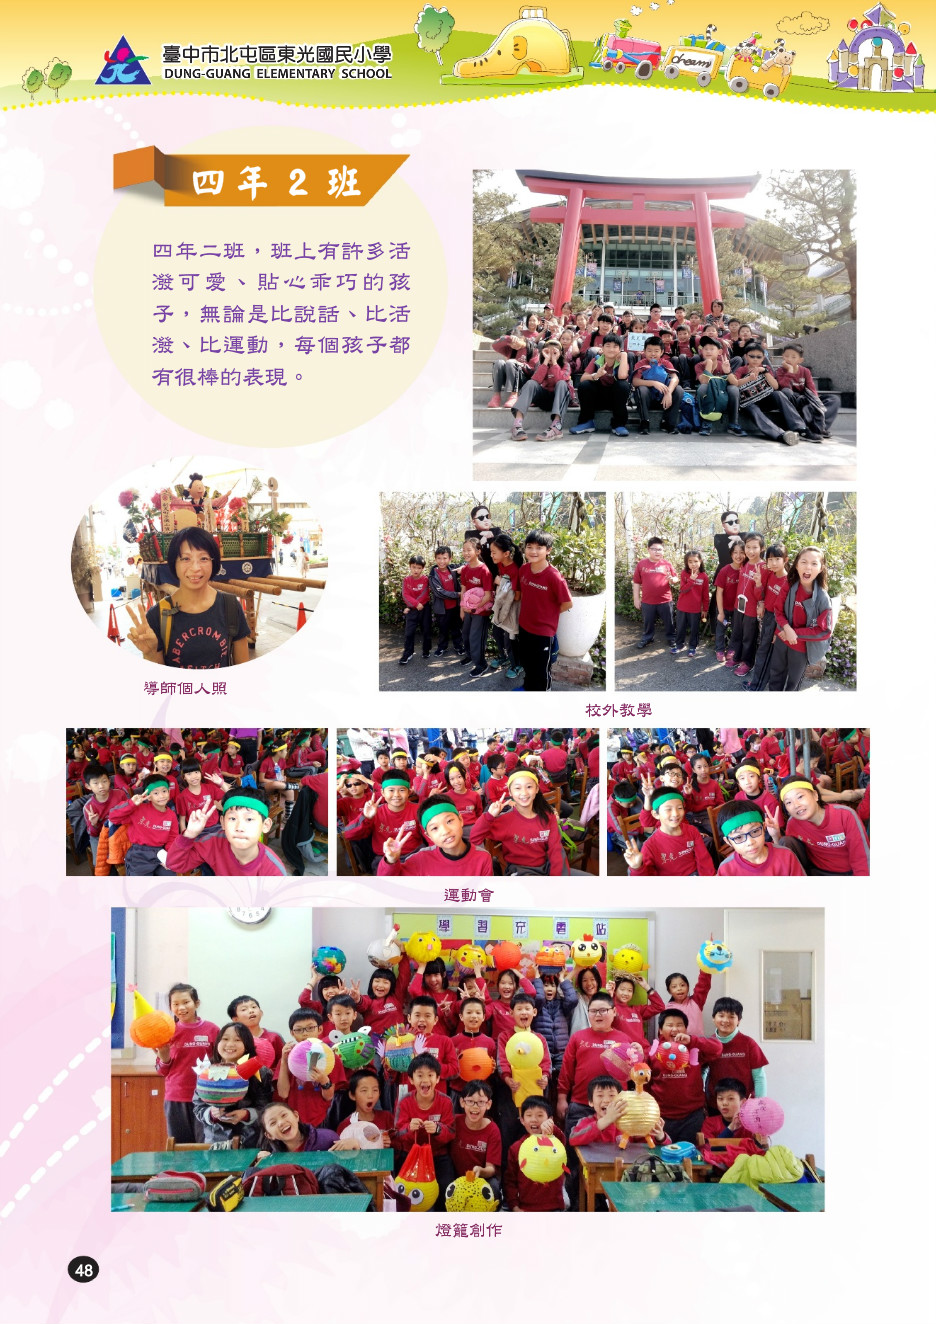 臺中市北屯區東光國民小學
DUNG-GUANG ELEMENTARY SCHOOL
dream
四年2班
四年二班，班上有許多活
潑可愛、貼心乖巧的孩
子，無論是比說話、比活
潑、比運動，每個孩子都
有很棒的表現。
ABERCROMBIE
導師個人照
校外教學
運動會
學習充電站
燈籠創作
48